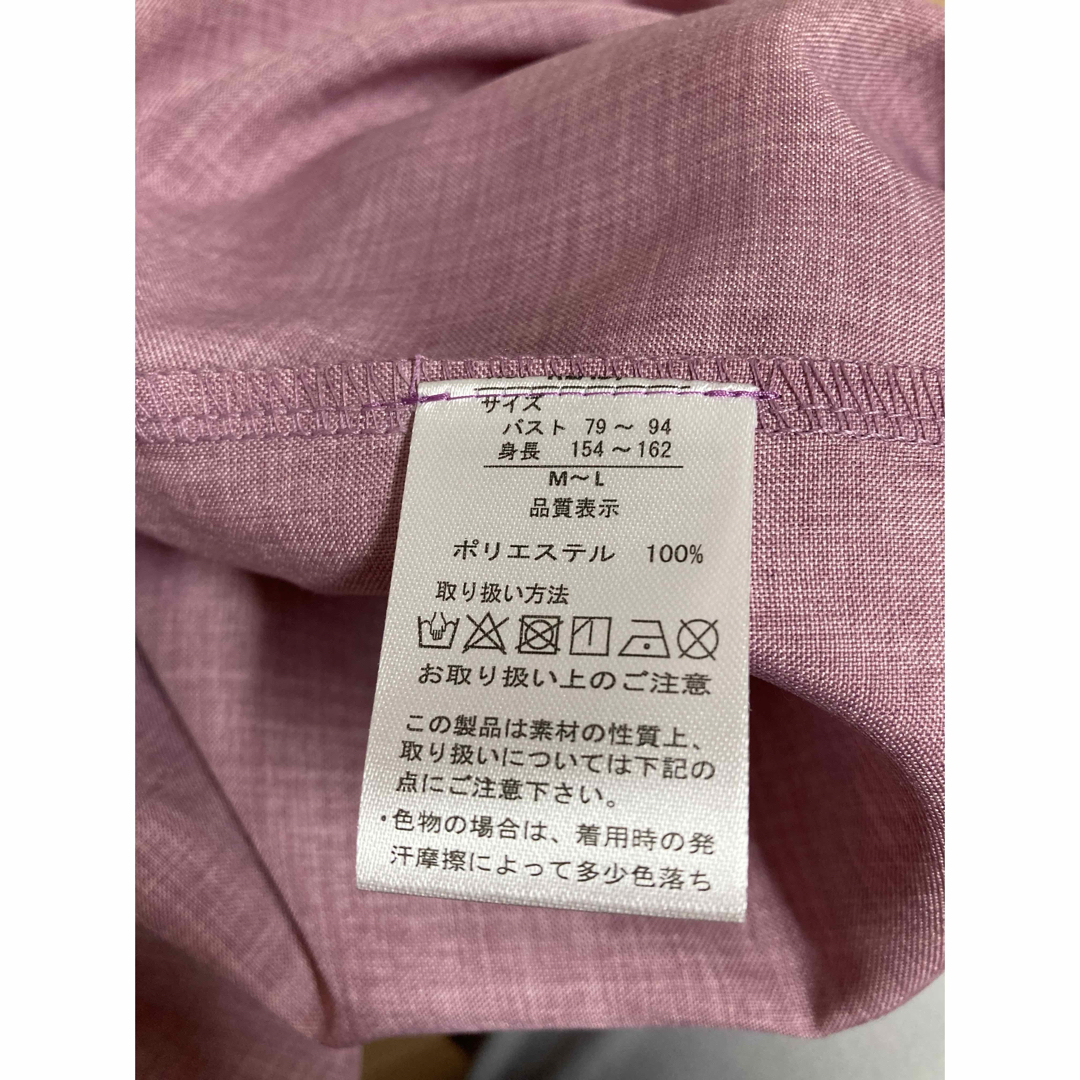 サイズ
バスト 79～ 94
身長 154～162
M～L
品質表示
ポリエステル 100%
取り扱い方法
お取り扱い上のご注意
この製品は素材の性質上、
取り扱いについては下記の
点にご注意下さい。
・色物の場合は、着用時の発
汗摩擦によって多少色落ち